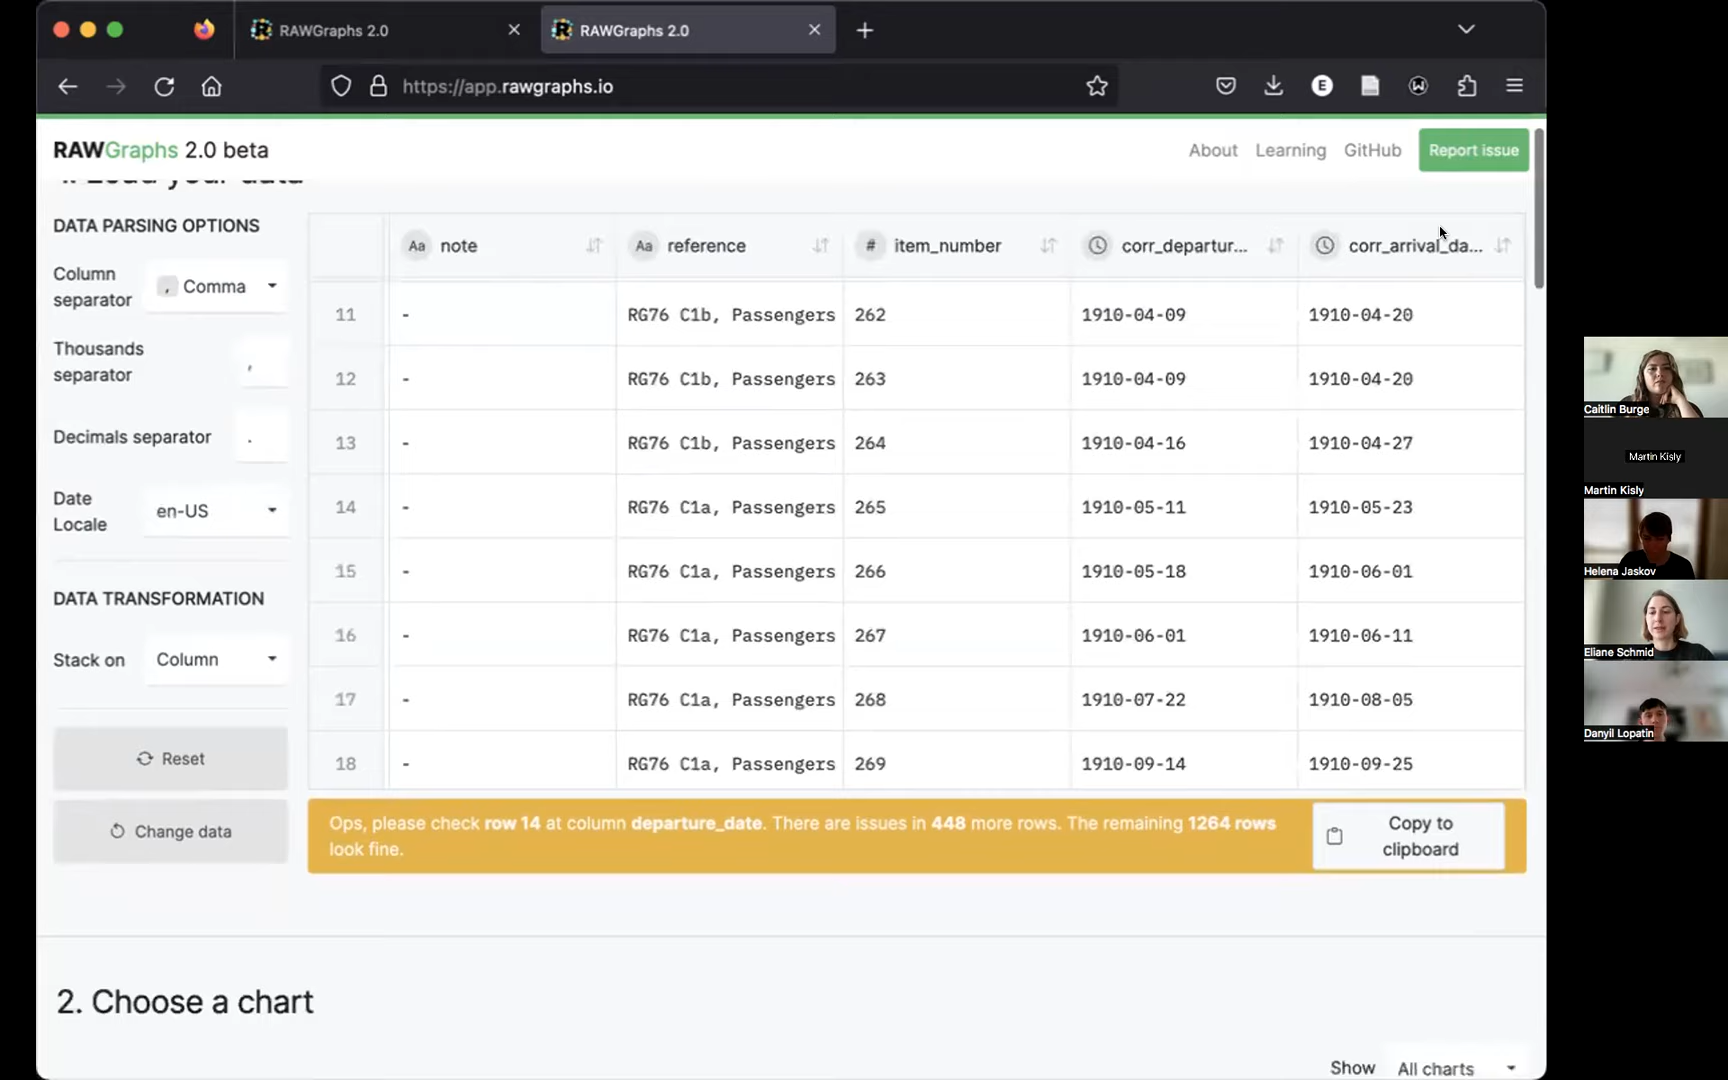 RAWGraphs 2.0
RAWGraphs 2.0
https://app.rawgraphs.io
RAWGraphs 2.0 beta
About
Learning
GitHub
Report issue
1. Load your data
DATA PARSING OPTIONS
Column separator
, Comma
Thousands separator
,
Decimals separator
.
Date Locale
en-US
DATA TRANSFORMATION
Stack on
Column
Reset
Change data
Aa note
Aa reference
# item_number
corr_departur...
corr_arrival_da...
11 - RG76 C1b, Passengers 262 1910-04-09 1910-04-20
12 - RG76 C1b, Passengers 263 1910-04-09 1910-04-20
13 - RG76 C1b, Passengers 264 1910-04-16 1910-04-27
14 - RG76 C1a, Passengers 265 1910-05-11 1910-05-23
15 - RG76 C1a, Passengers 266 1910-05-18 1910-06-01
16 - RG76 C1a, Passengers 267 1910-06-01 1910-06-11
17 - RG76 C1a, Passengers 268 1910-07-22 1910-08-05
18 - RG76 C1a, Passengers 269 1910-09-14 1910-09-25
Ops, please check row 14 at column departure_date. There are issues in 448 more rows. The remaining 1264 rows
look fine.
Copy to
clipboard
2. Choose a chart
Show
All charts
Caitlin Burge
Martin Kisly
Martin Kisly
Helena Jaskov
Eliane Schmid
Danyil Lopatin